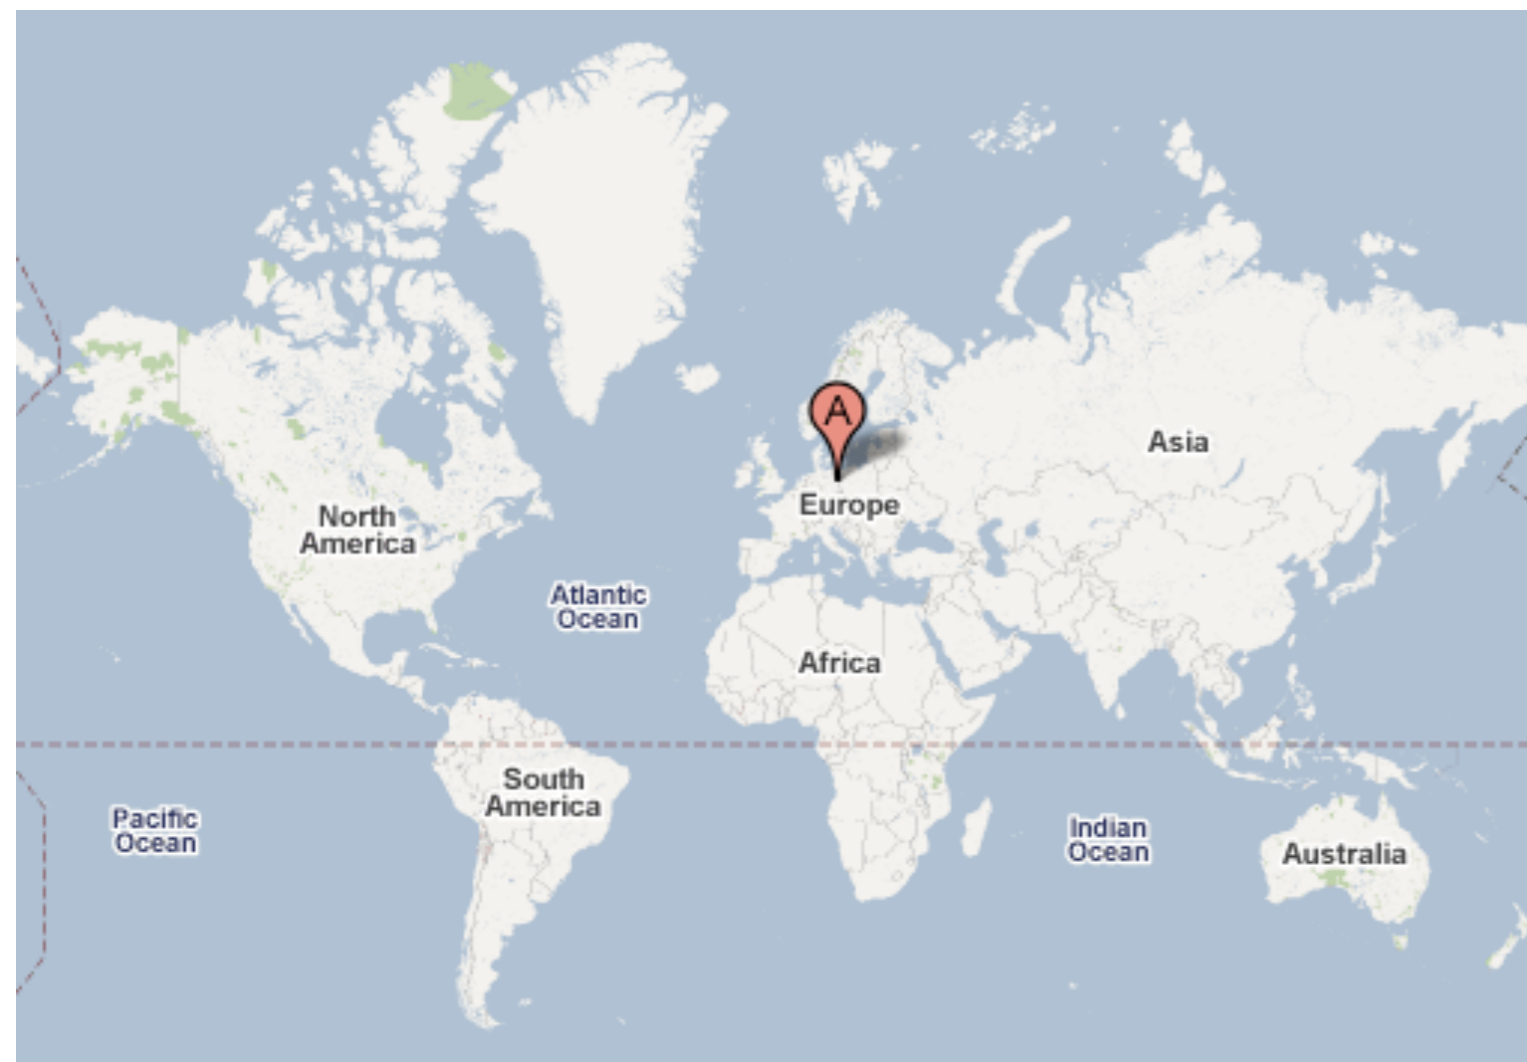 A
Asia
Europe
North
America
Atlantic
Ocean
Africa
South
America
Pacific
Ocean
Indian
Ocean
Australia